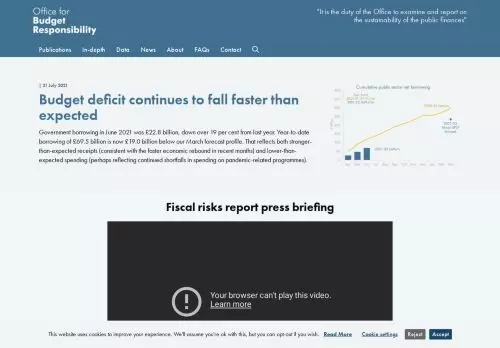 Office for
Budget
Responsibility
"It is the duty of the Office to examine and report on
the sustainability of the public finances"
Publications In-depth Data News About FAQs Contact
| 21 July 2021
Budget deficit continues to fall faster than
expected
Government borrowing in June 2021 was £22.8 billion, down over 19 per cent from last year. Year-to-date
borrowing of £69.5 billion is now £19.0 billion below our March forecast profile. That reflects both stronger-
than-expected receipts (consistent with the faster economic rebound in recent months) and lower-than-
expected spending (perhaps reflecting continued shortfalls in spending on pandemic-related programmes).
Cumulative public sector net borrowing
Fiscal risks report press briefing
Your browser can't play this video.
Learn more
This website uses cookies to improve your experience. We'll assume you're ok with this, but you can opt-out if you wish. Read More Cookie settings Reject Accept